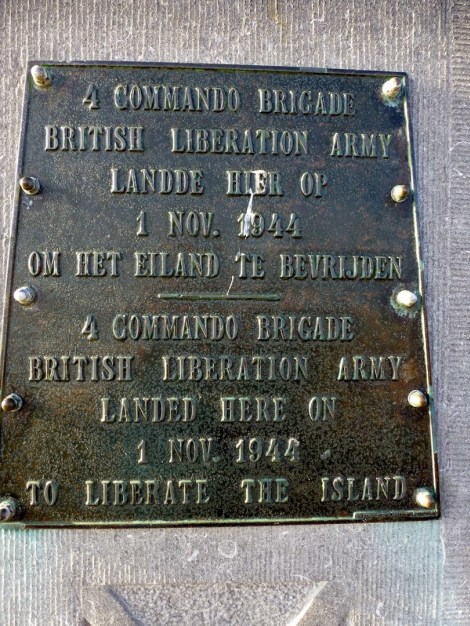 4 COMMANDO BRIGADE
BRITISH LIBERATION ARMY
LANDDE HIER OP
1 NOV. 1944
OM HET EILAND TE BEVRIJDEN
4 COMMANDO BRIGADE
BRITISH LIBERATION ARMY
LANDED HERE ON
1 NOV. 1944
TO LIBERATE THE ISLAND